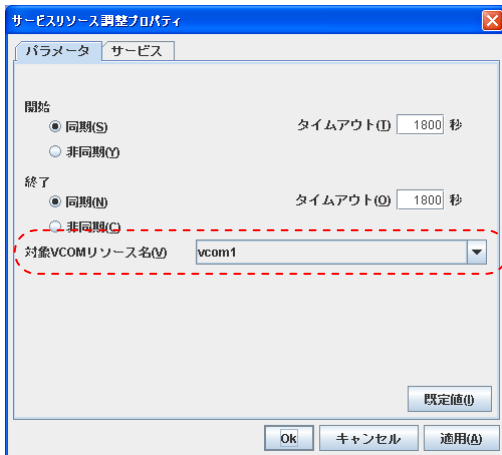 サービスリソース調整プロパティ
パラメータ サービス
開始
同期(S) タイムアウト(T) 1800 秒
非同期(Y)
終了
同期(N) タイムアウト(O) 1800 秒
非同期(C)
対象VCOMリソース名(V) vcom1
既定値(I)
Ok キャンセル 適用(A)